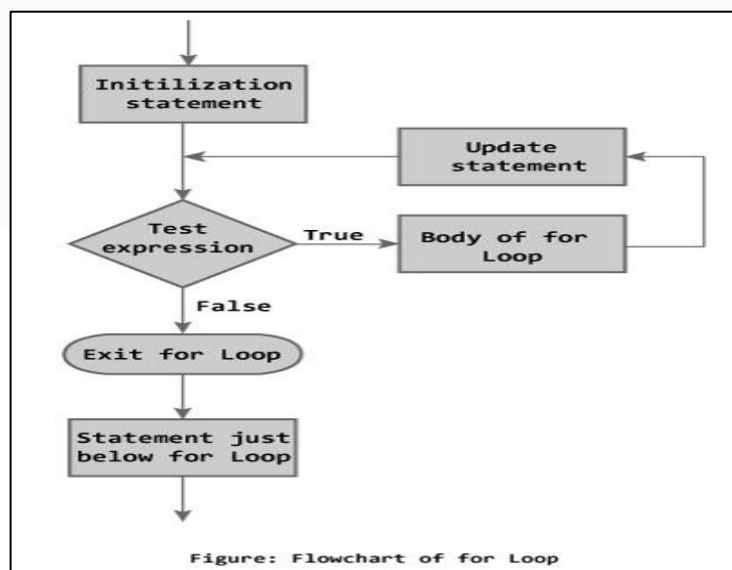 Initilization
statement
Update
statement
Test
expression
True
Body of for
Loop
False
Exit for Loop
Statement just
below for Loop
Figure: Flowchart of for Loop